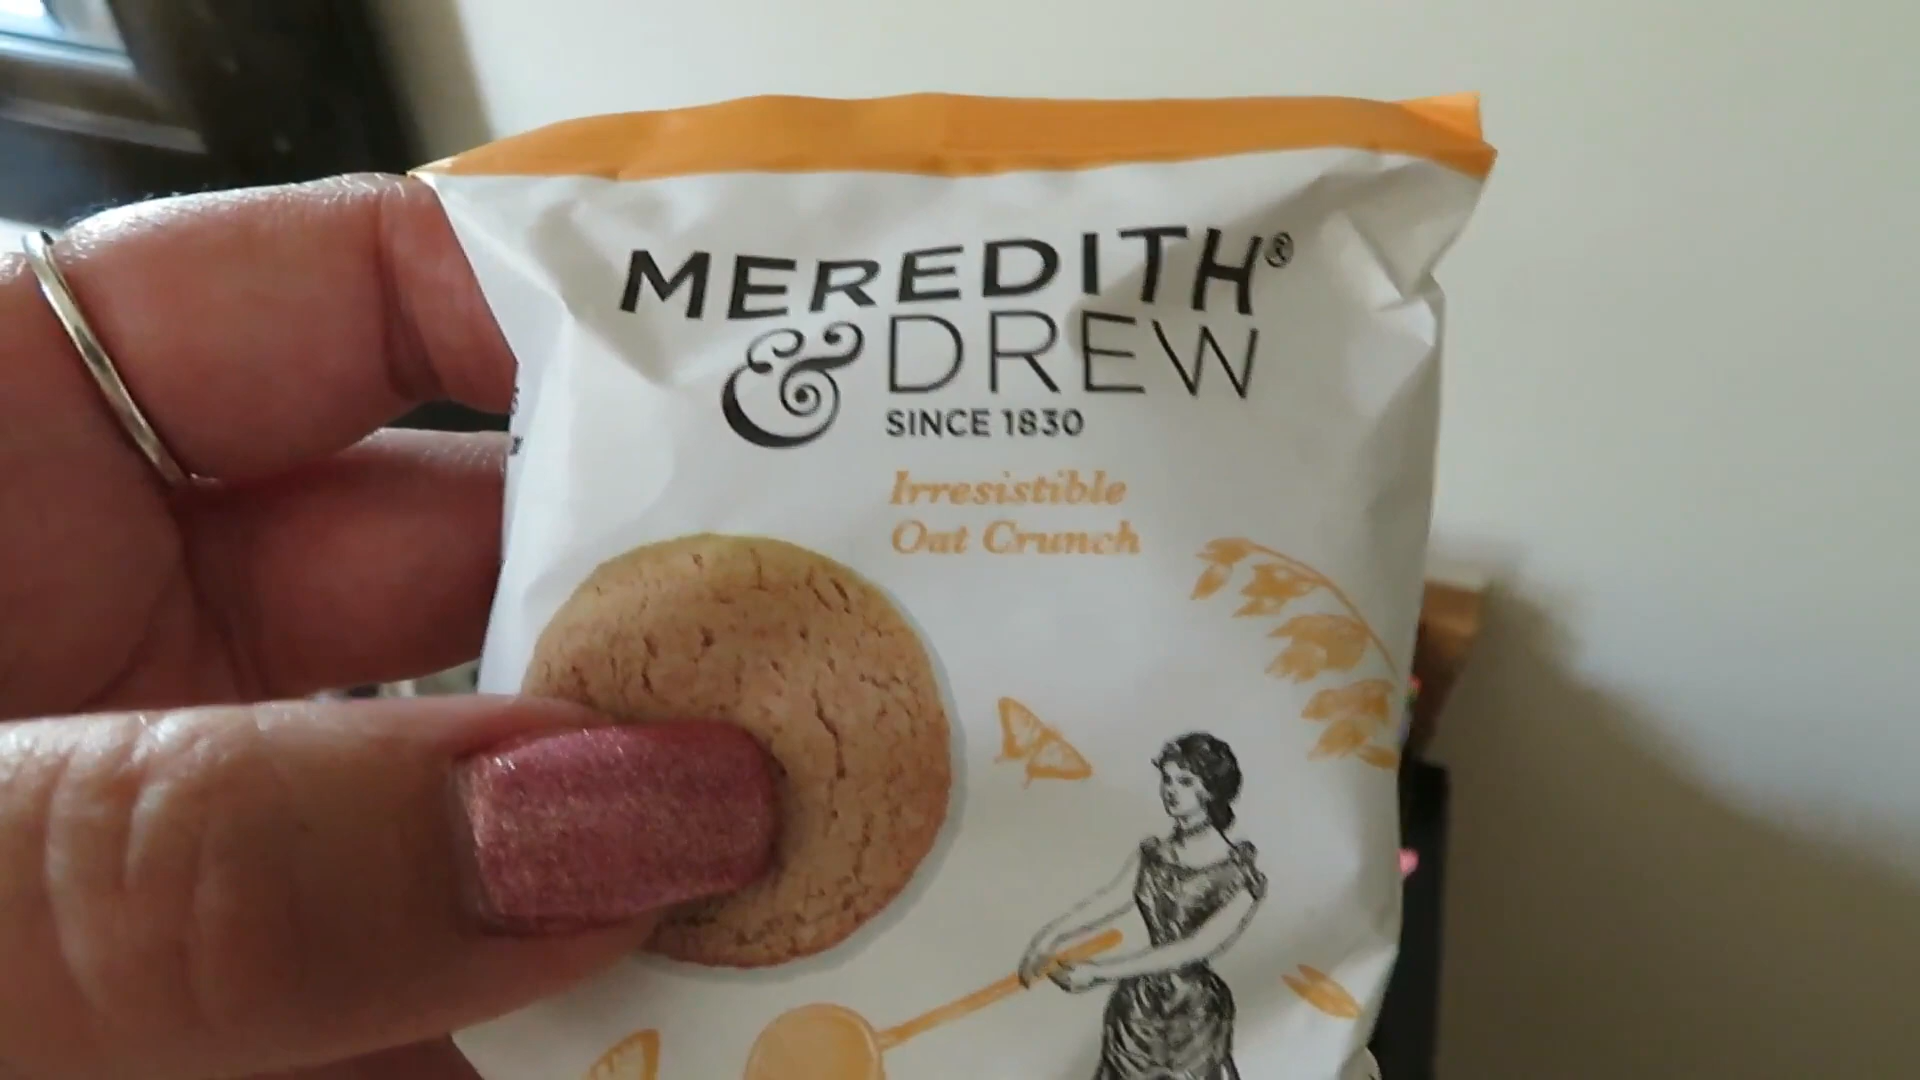 MEREDITH®
& DREW
SINCE 1830
Irresistible
Oat Crunch